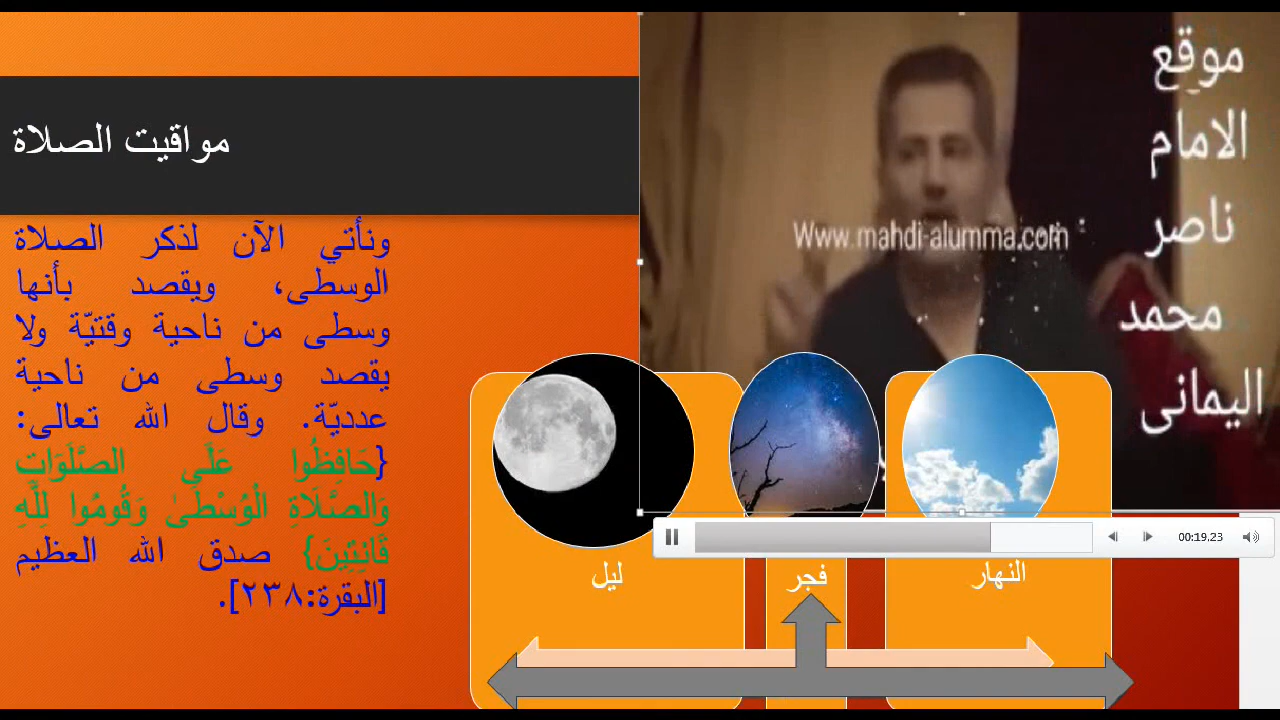 مواقيت الصلاة
ونأتي الآن لذكر الصلاة
الوسطى، ويقصد بأنها
وسطى من ناحية وقتيّة ولا
يقصد وسطى من ناحية
عدديّة. وقال الله تعالى:
{حَافِظُوا عَلَى الصَّلَوَاتِ
وَالصَّلَاةِ الْوُسْطَىٰ وَقُومُوا لِلَّهِ
قَانِتِينَ} صدق الله العظيم
[البقرة:٢٣٨].
موقع
الامام
ناصر
محمد
اليمانى
Www.mahdi-alumma.com
00:19.23
النهار
فجر
ليل